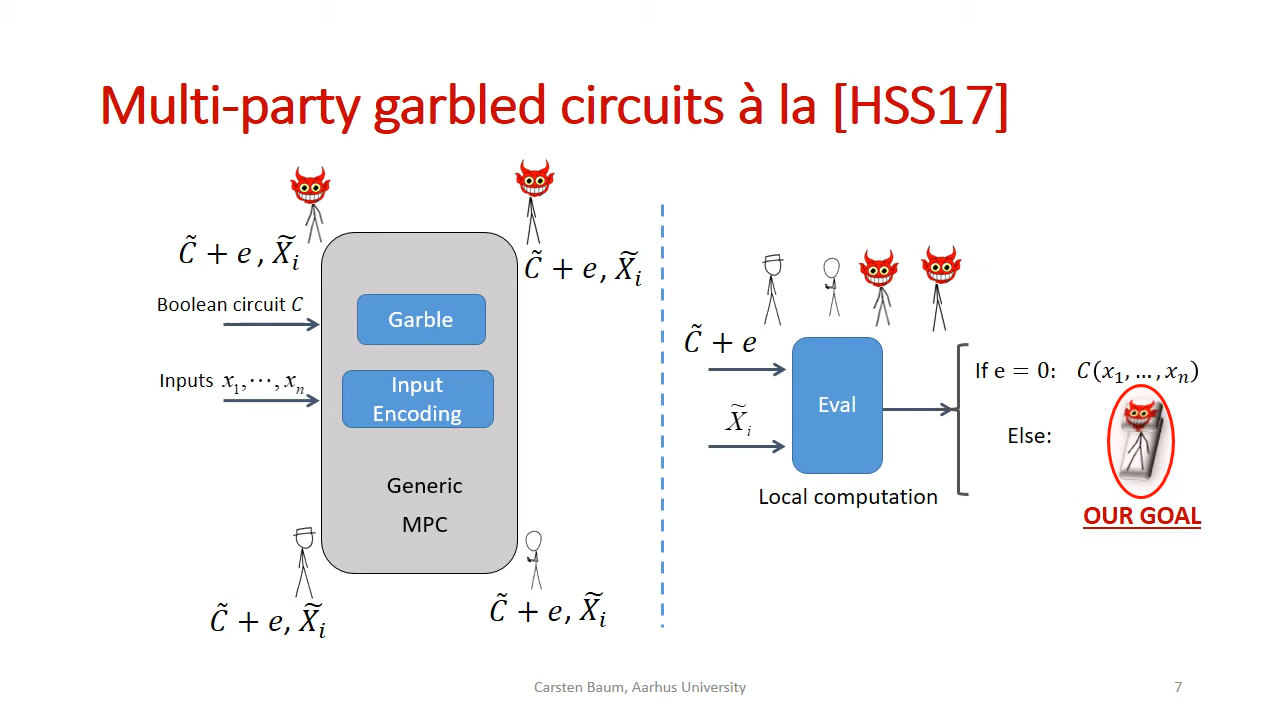 Multi-party garbled circuits à la [HSS17]
C̃ + e, X̃ᵢ
C̃ + e, X̃ᵢ
Boolean circuit C
Garble
Inputs x₁,⋯,xₙ
Input
Encoding
Generic
MPC
C̃ + e, X̃ᵢ
C̃ + e, X̃ᵢ
C̃ + e
X̃ᵢ
Eval
Local computation
If e = 0: C(x₁, …, xₙ)
Else:
OUR GOAL
Carsten Baum, Aarhus University
7